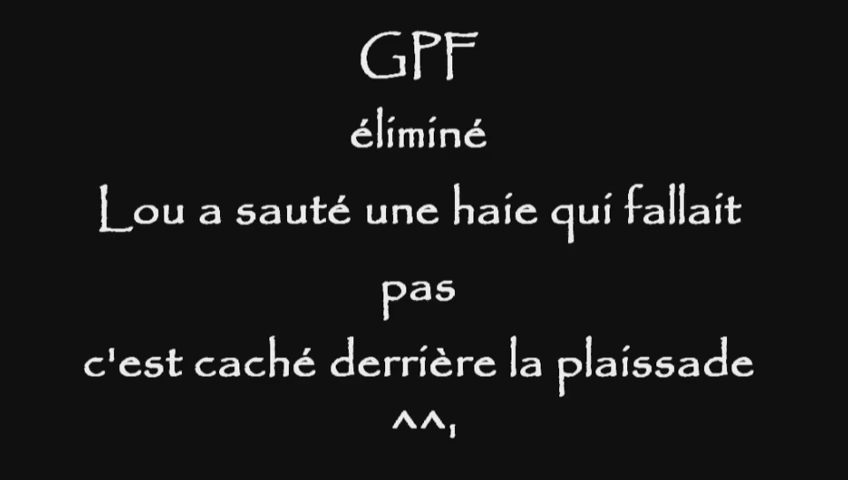 GPF
éliminé
Lou a sauté une haie qui fallait
pas
c'est caché derrière la plaissade
^^,